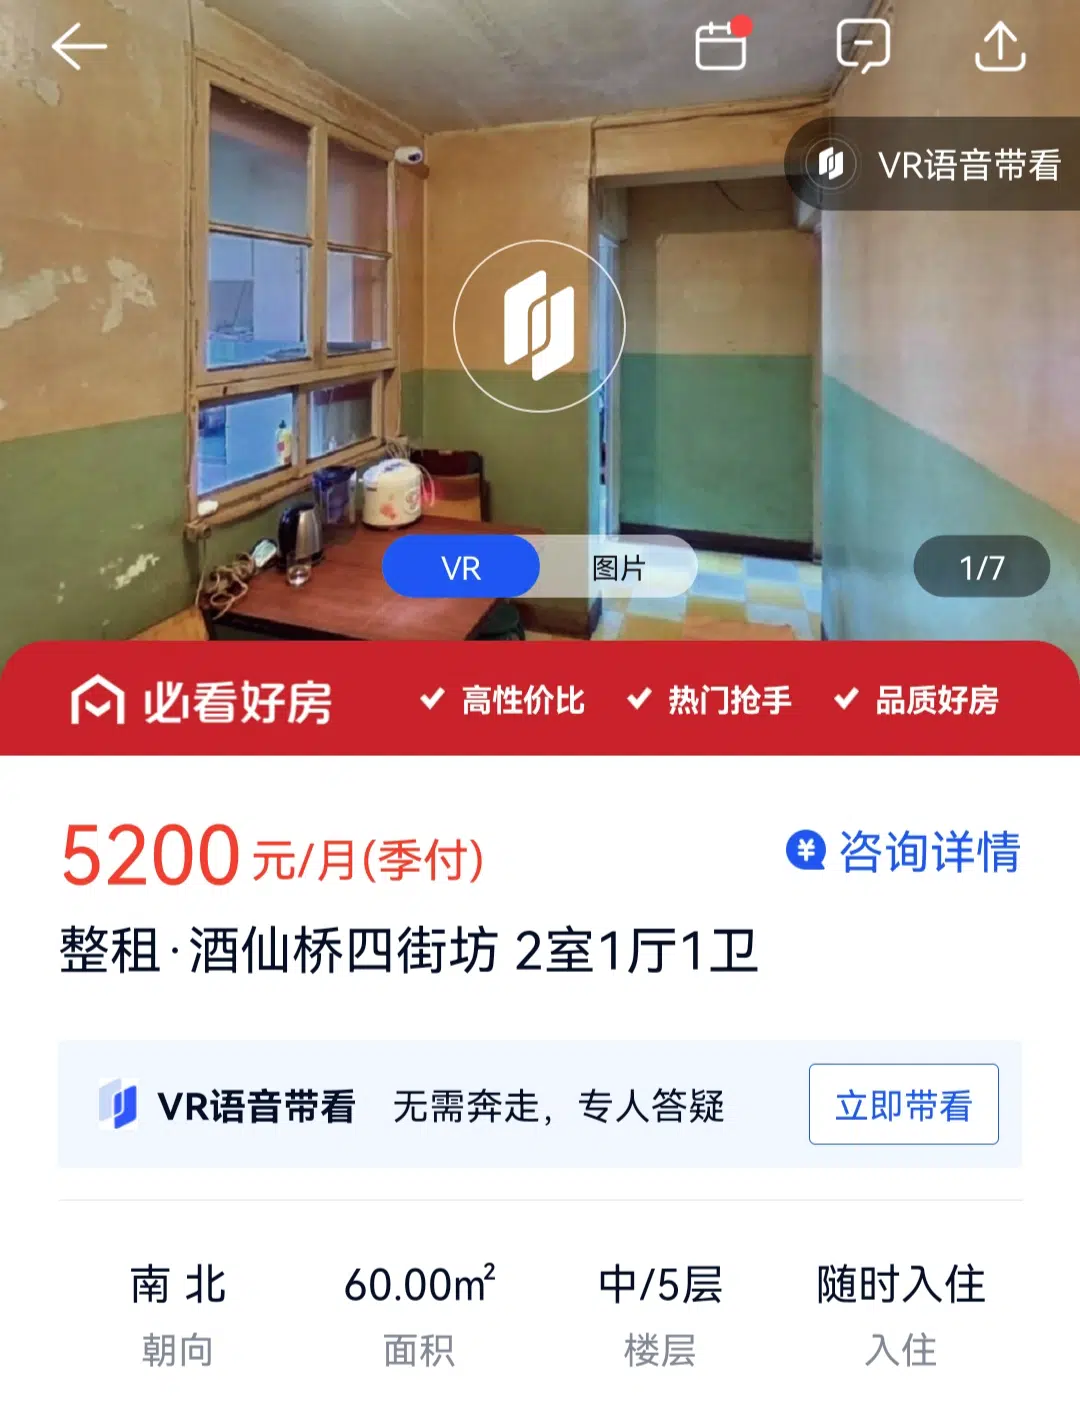 VR语音带看
VR 图片 1/7
必看好房 高性价比 热门抢手 品质好房
5200元/月(季付) 咨询详情
整租·酒仙桥四街坊 2室1厅1卫
VR语音带看 无需奔走，专人答疑 立即带看
南 北 60.00m² 中/5层 随时入住
朝向 面积 楼层 入住